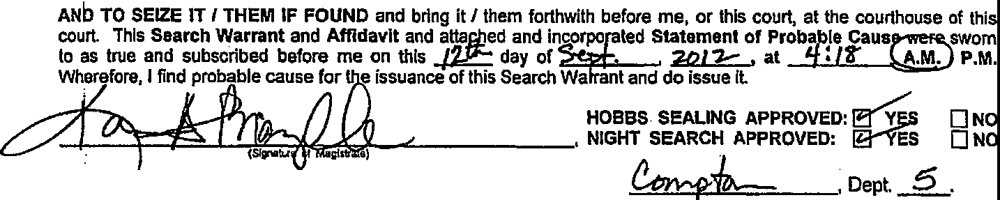 AND TO SEIZE IT / THEM IF FOUND and bring it / them forthwith before me, or this court, at the courthouse of this
court. This Search Warrant and Affidavit and attached and incorporated Statement of Probable Cause were sworn
to as true and subscribed before me on this 12th day of Sept. , 2012, at 4:18 A.M. P.M.
Wherefore, I find probable cause for the issuance of this Search Warrant and do issue it.
HOBBS SEALING APPROVED: YES NO
, NIGHT SEARCH APPROVED: YES NO
(Signature of Magistrate)
Compton, Dept. 5.